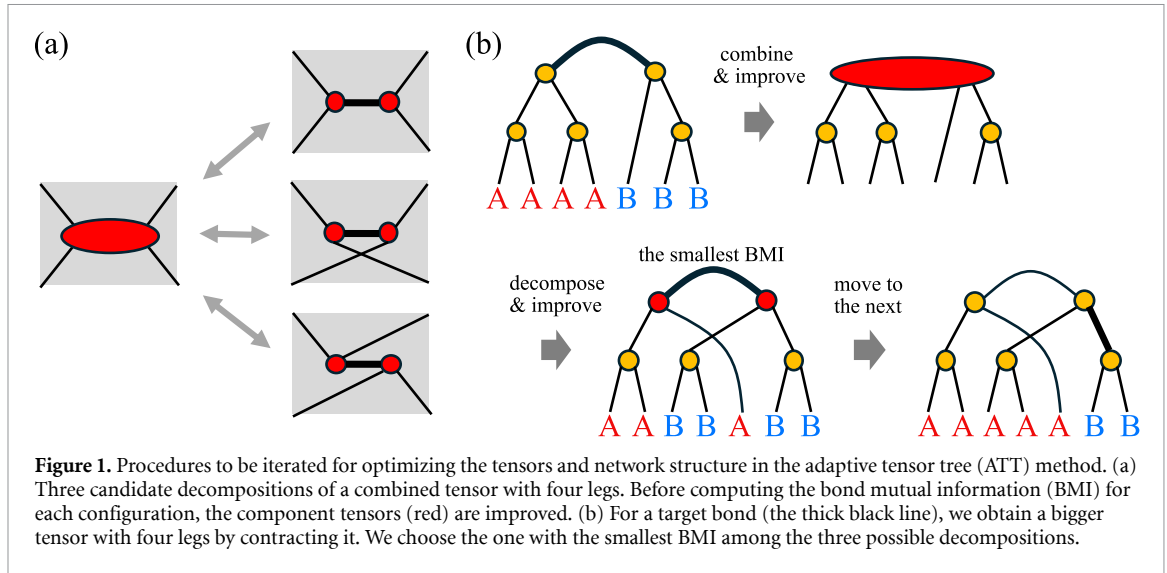 (a)
(b)
combine
& improve
A A A A B B B
decompose
& improve
the smallest BMI
A A B B A B B
move to
the next
A A A A A B B
Figure 1. Procedures to be iterated for optimizing the tensors and network structure in the adaptive tensor tree (ATT) method. (a)
Three candidate decompositions of a combined tensor with four legs. Before computing the bond mutual information (BMI) for
each configuration, the component tensors (red) are improved. (b) For a target bond (the thick black line), we obtain a bigger
tensor with four legs by contracting it. We choose the one with the smallest BMI among the three possible decompositions.